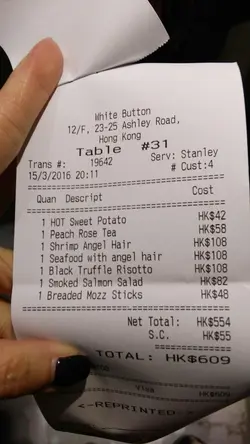 White Button
12/F, 23-25 Ashley Road,
Hong Kong
Table #31
Trans #: 19642 Serv: Stanley
15/3/2016 20:11 # Cust:4
Quan Descript Cost
1 HOT Sweet Potato HK$42
1 Peach Rose Tea HK$58
1 Shrimp Angel Hair HK$108
1 Seafood with angel hair HK$108
1 Black Truffle Risotto HK$108
1 Smoked Salmon Salad HK$82
1 Breaded Mozz Sticks HK$48
Net Total: HK$554
S.C. HK$55
TOTAL: HK$609
Visa HK$609
<-REPRINTED